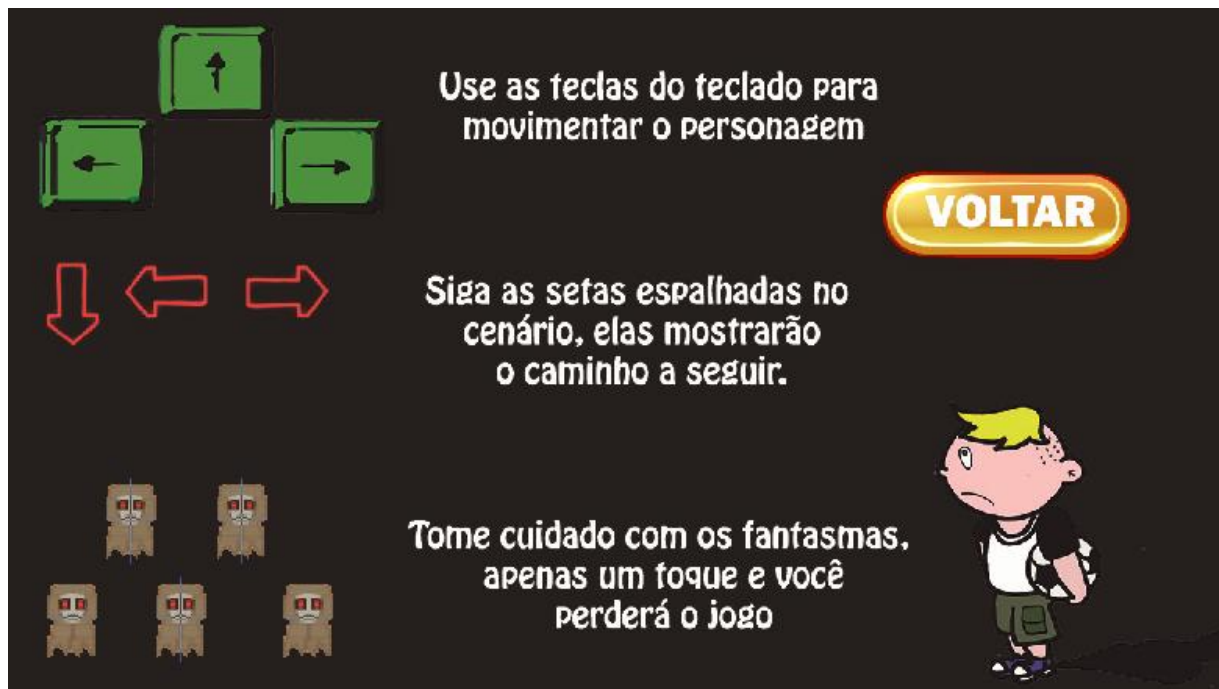 Use as teclas do teclado para
movimentar o personagem
VOLTAR
Siga as setas espalhadas no
cenário, elas mostrarão
o caminho a seguir.
Tome cuidado com os fantasmas,
apenas um toque e você
perderá o jogo